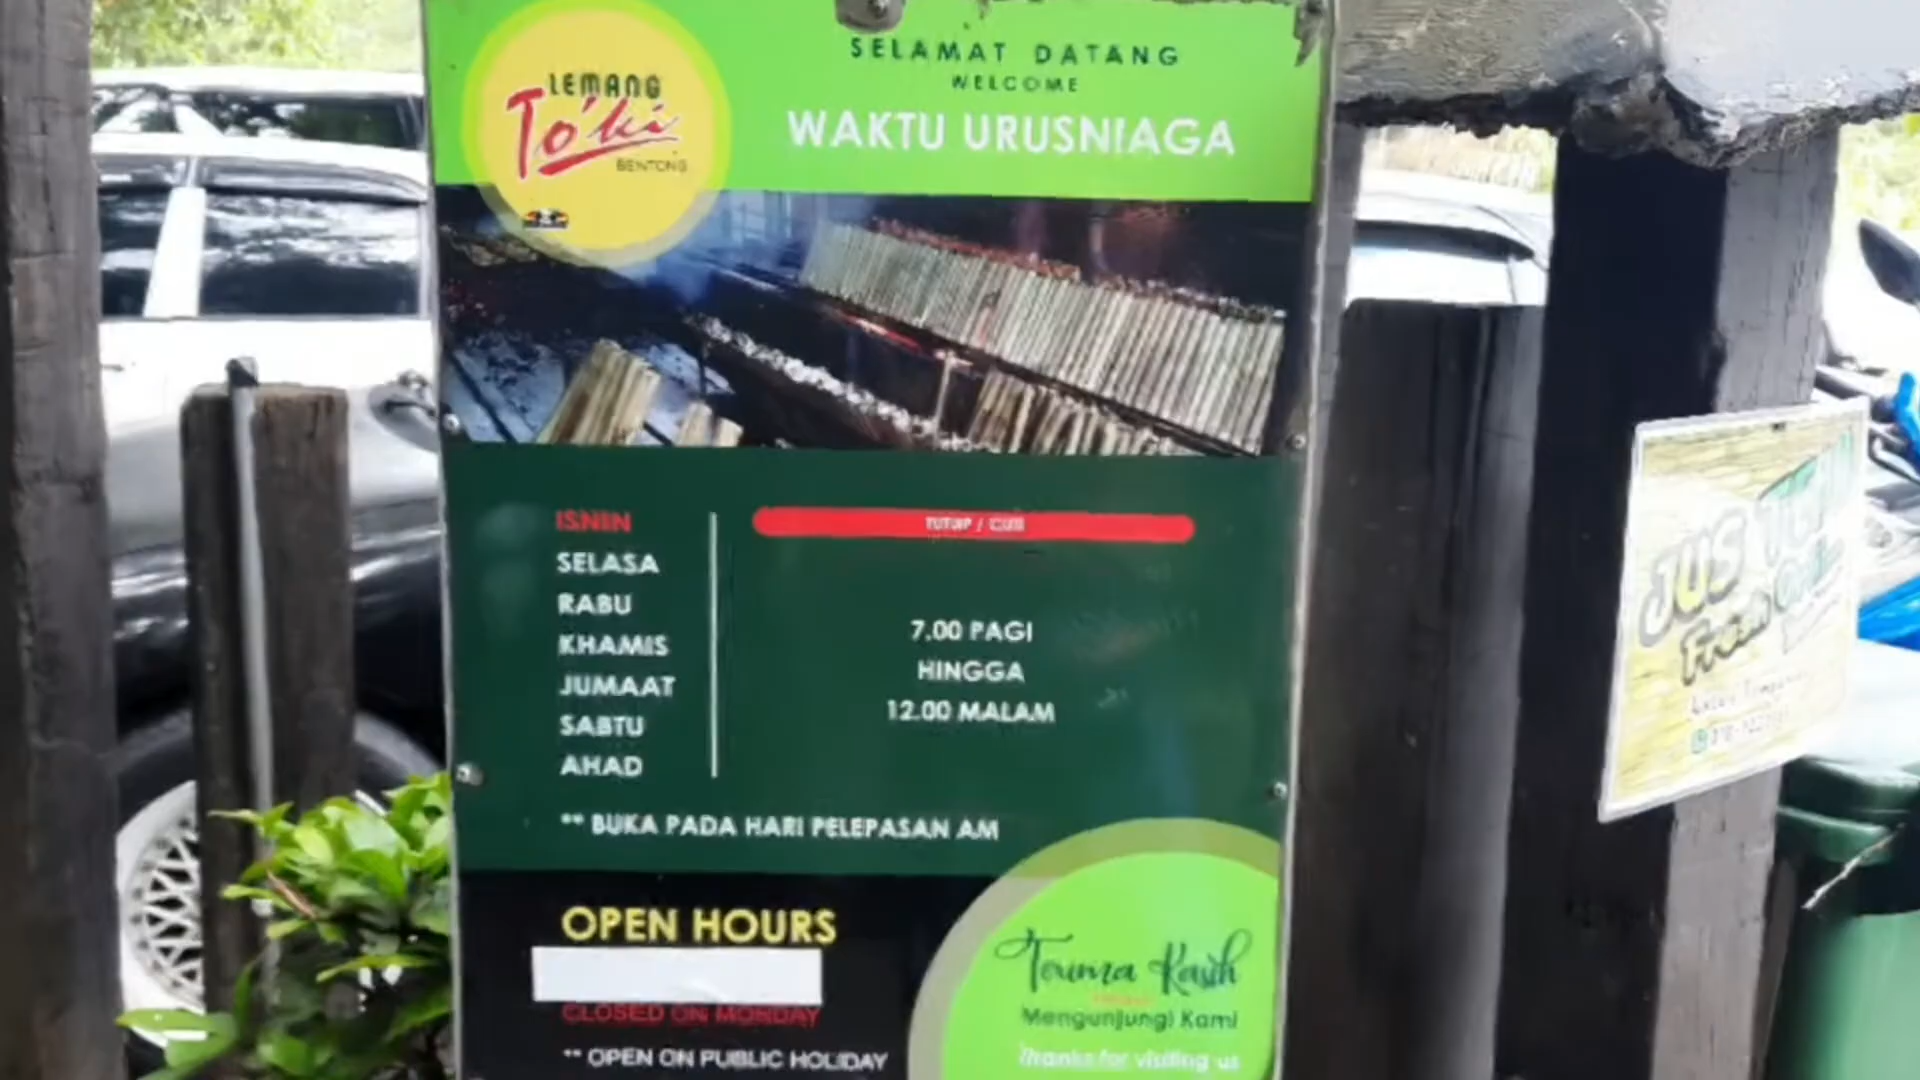 LEMANG
To'ki
BENTONG
SELAMAT DATANG
WELCOME
WAKTU URUSNIAGA
ISNIN
TUTUP / CUTI
SELASA
RABU
KHAMIS
JUMAAT
SABTU
AHAD
7.00 PAGI
HINGGA
12.00 MALAM
** BUKA PADA HARI PELEPASAN AM
OPEN HOURS
CLOSED ON MONDAY
** OPEN ON PUBLIC HOLIDAY
Terima Kasih
Mengunjungi Kami
Thanks for visiting us
JUS
Fresh